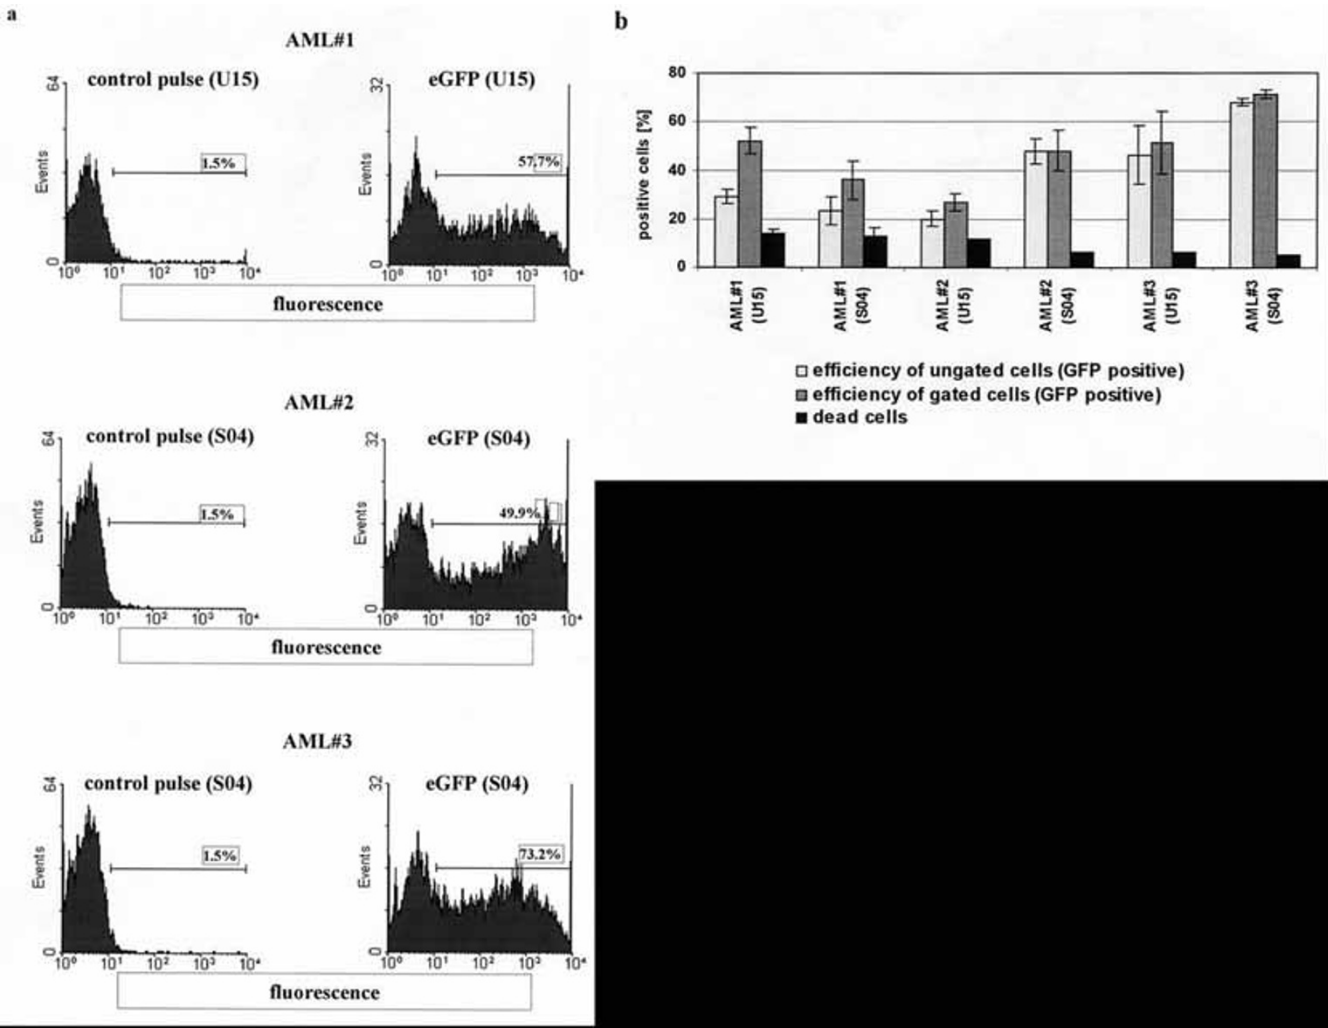 a
AML#1
control pulse (U15)
eGFP (U15)
64
Events
0
1.5%
10⁰ 10¹ 10² 10³ 10⁴
32
Events
0
57.7%
10⁰ 10¹ 10² 10³ 10⁴
fluorescence
AML#2
control pulse (S04)
eGFP (S04)
64
Events
0
1.5%
10⁰ 10¹ 10² 10³ 10⁴
32
Events
0
49.9%
10⁰ 10¹ 10² 10³ 10⁴
fluorescence
AML#3
control pulse (S04)
eGFP (S04)
64
Events
0
1.5%
10⁰ 10¹ 10² 10³ 10⁴
32
Events
0
73.2%
10⁰ 10¹ 10² 10³ 10⁴
fluorescence
b
positive cells [%]
80
60
40
20
0
AML#1
(U15)
AML#1
(S04)
AML#2
(U15)
AML#2
(S04)
AML#3
(U15)
AML#3
(S04)
efficiency of ungated cells (GFP positive)
efficiency of gated cells (GFP positive)
dead cells